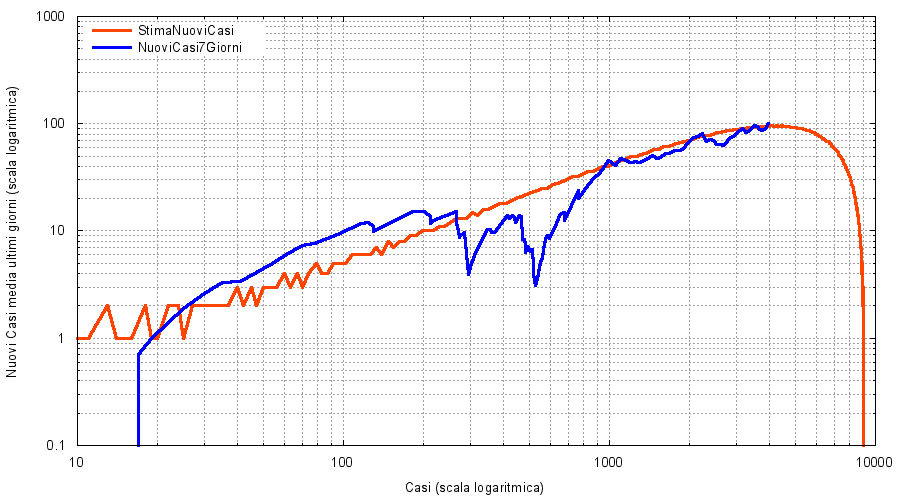 1000
StimaNuoviCasi
NuoviCasi7Giorni
100
10
1
0.1
Nuovi Casi media ultimi giorni (scala logaritmica)
10
100
1000
10000
Casi (scala logaritmica)